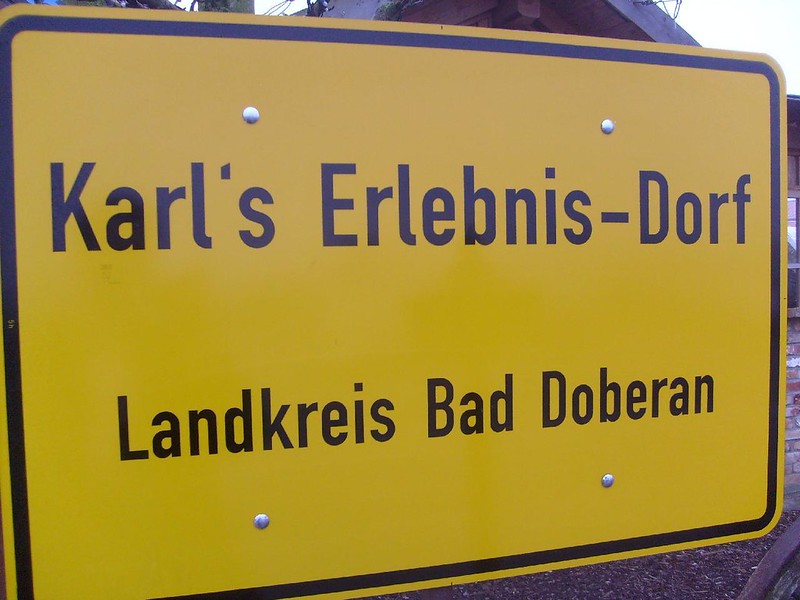 Karl's Erlebnis-Dorf
Landkreis Bad Doberan